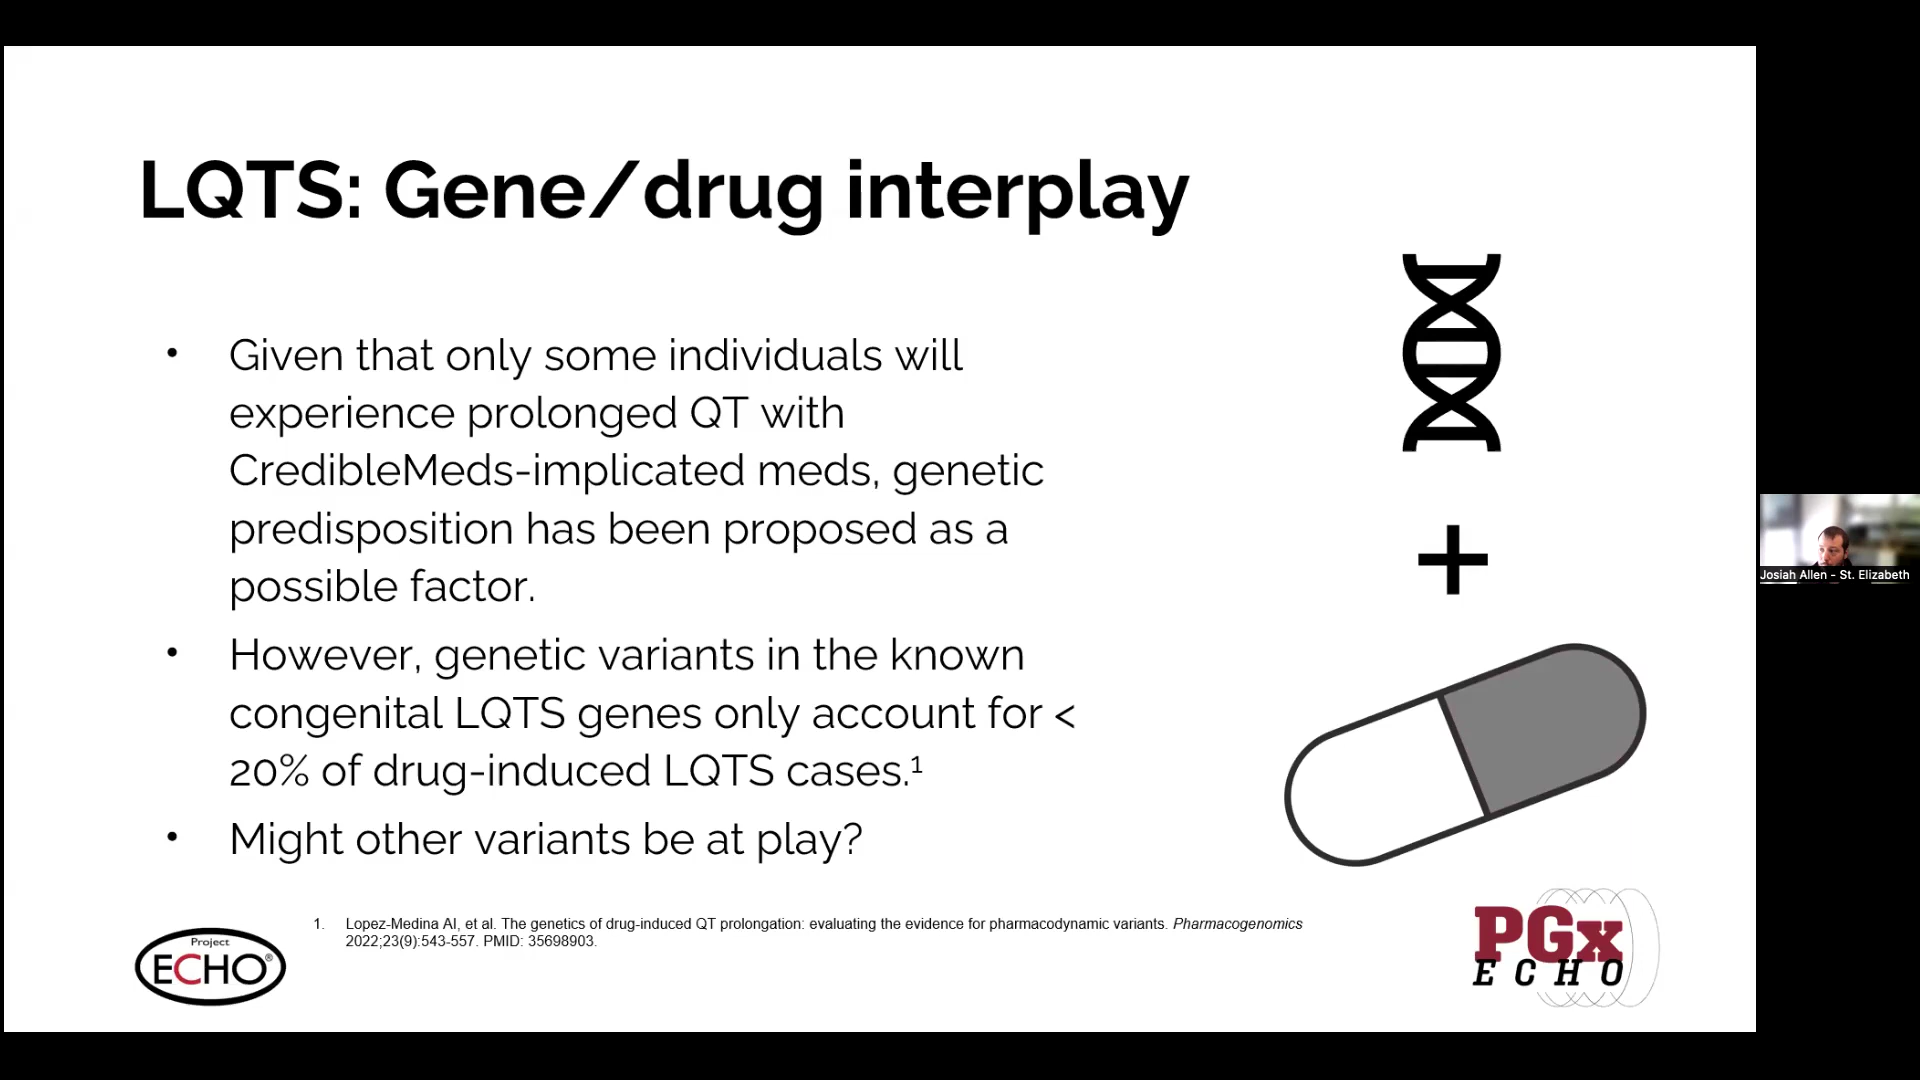 LQTS: Gene/drug interplay
• Given that only some individuals will
experience prolonged QT with
CredibleMeds-implicated meds, genetic
predisposition has been proposed as a
possible factor.
• However, genetic variants in the known
congenital LQTS genes only account for <
20% of drug-induced LQTS cases.¹
• Might other variants be at play?
+
1. Lopez-Medina AI, et al. The genetics of drug-induced QT prolongation: evaluating the evidence for pharmacodynamic variants. Pharmacogenomics
2022;23(9):543-557. PMID: 35698903.
Project
ECHO®
PGx
ECHO
Josiah Allen - St. Elizabeth